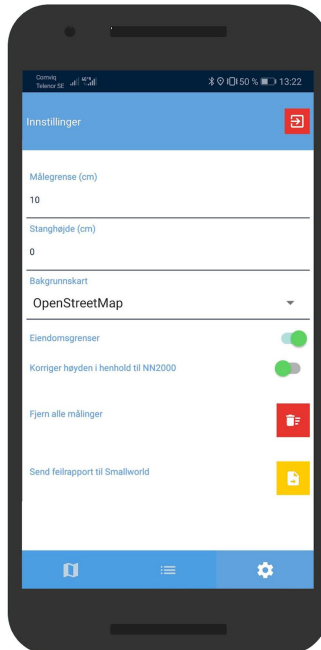 Comviq
Telenor SE
50 % 13:22
Innstillinger
Målegrense (cm)
10
Stanghøjde (cm)
0
Bakgrunnskart
OpenStreetMap
Eiendomsgrenser
Korriger høyden i henhold til NN2000
Fjern alle målinger
Send feilrapport til Smallworld